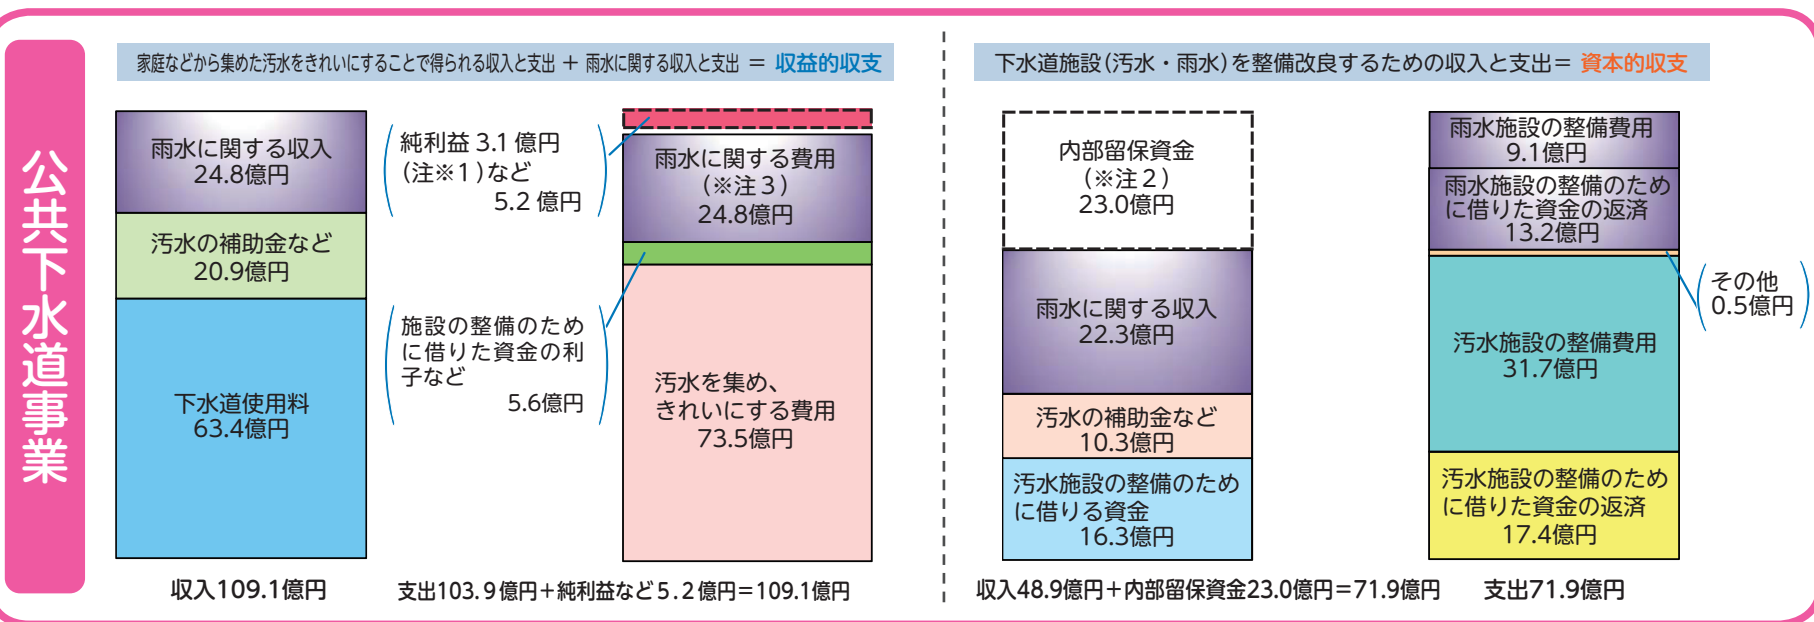 公共下水道事業
家庭などから集めた汚水をきれいにすることで得られる収入と支出 + 雨水に関する収入と支出 = 収益的収支
雨水に関する収入
24.8億円
汚水の補助金など
20.9億円
下水道使用料
63.4億円
収入109.1億円
純利益 3.1 億円
(注※1)など
5.2 億円
施設の整備のため
に借りた資金の利
子など
5.6億円
雨水に関する費用
(※注3)
24.8億円
汚水を集め、
きれいにする費用
73.5億円
支出103.9億円+純利益など5.2億円=109.1億円
下水道施設(汚水・雨水)を整備改良するための収入と支出= 資本的収支
内部留保資金
(※注2)
23.0億円
雨水に関する収入
22.3億円
汚水の補助金など
10.3億円
汚水施設の整備のため
に借りる資金
16.3億円
収入48.9億円+内部留保資金23.0億円=71.9億円
雨水施設の整備費用
9.1億円
雨水施設の整備のため
に借りた資金の返済
13.2億円
その他
0.5億円
汚水施設の整備費用
31.7億円
汚水施設の整備のため
に借りた資金の返済
17.4億円
支出71.9億円